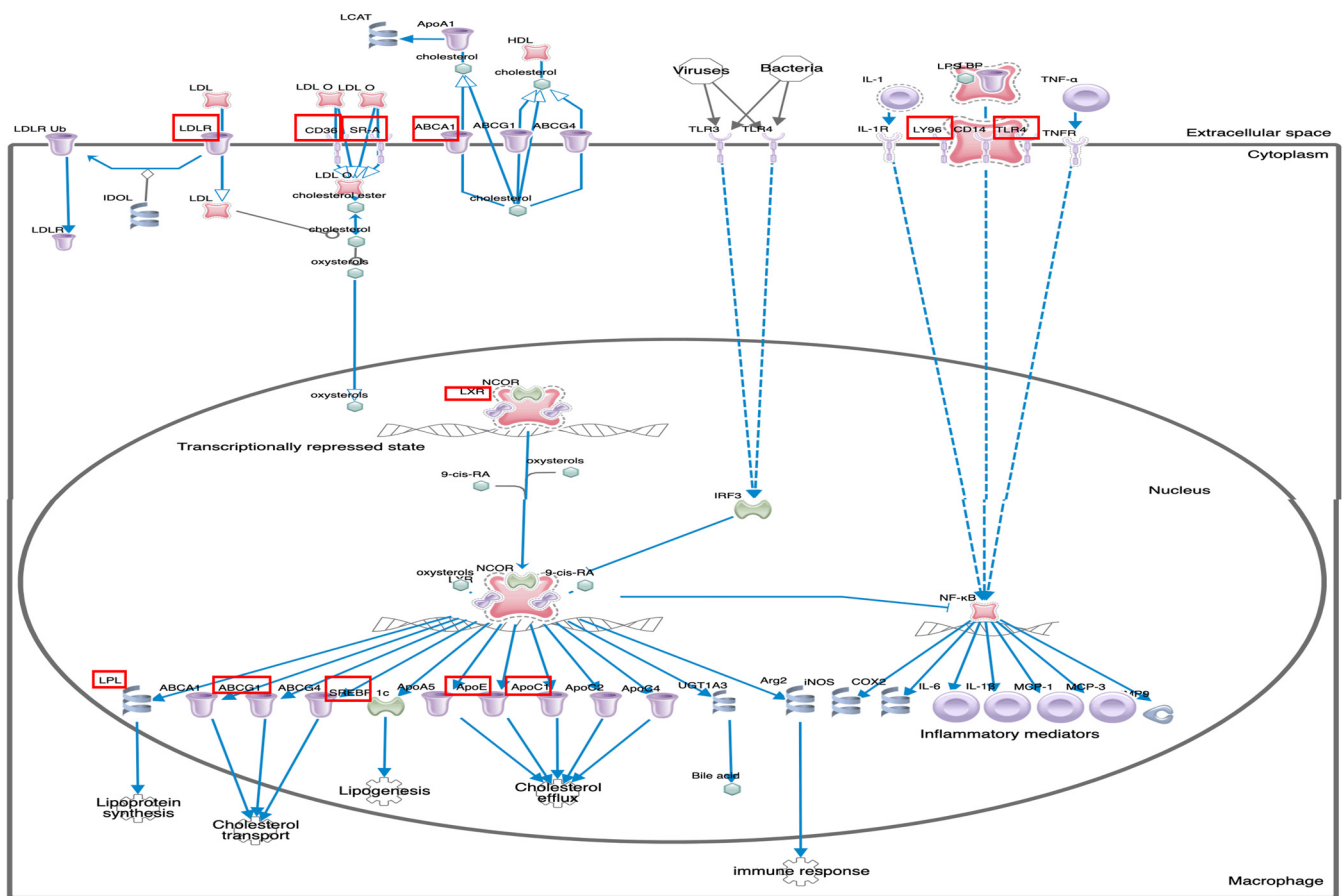 LCAT
ApoA1
cholesterol
HDL
cholesterol
LDL
LDL O
LDL O
Viruses
Bacteria
IL-1
LPS
LBP
TNF-α
LDLR Ub
LDLR
CD36
SR-A
ABCA1
ABCG1
ABCG4
TLR3
TLR4
IL-1R
LY96
CD14
TLR4
TNFR
Extracellular space
Cytoplasm
IDOL
LDL
LDL O
cholesterol ester
cholesterol
LDLR
cholesterol
oxysterols
oxysterols
NCOR
LXR
Transcriptionally repressed state
9-cis-RA
oxysterols
IRF3
Nucleus
oxysterols
LXR
NCOR
9-cis-RA
NF-κB
LPL
ABCA1
ABCG1
ABCG4
SREBP 1c
ApoA5
ApoE
ApoC1
ApoC2
ApoC4
UGT1A3
Arg2
iNOS
COX2
IL-6
IL-1β
MCP-1
MCP-3
Inflammatory mediators
Lipoprotein
synthesis
Cholesterol
transport
Lipogenesis
Cholesterol
efflux
Bile acid
immune response
Macrophage